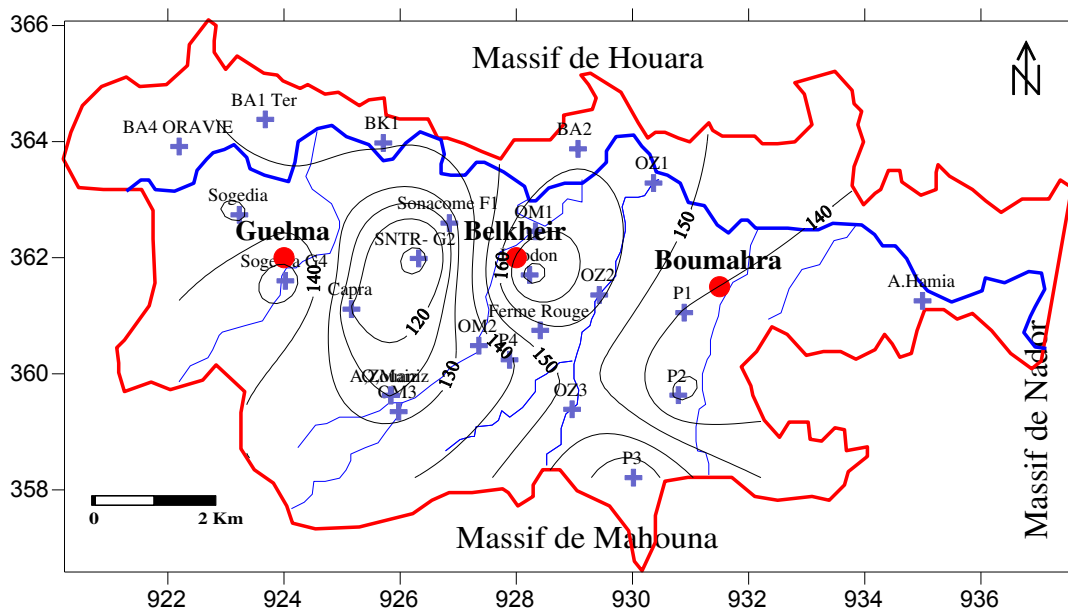 366
364
362
360
358
922
924
926
928
930
932
934
936
Massif de Houara
N
BA1 Ter
BA4 ORAVIE
BK1
BA2
OZ1
Sogedia
Sonacome F1
OM1
140
150
Guelma
SNTR- G2
Belkheir
160
Boumahra
Sogedia G4
140
Capra
120
OZ2
P1
A.Hamia
Ferme Rouge
OM2
140
P4
150
130
P2
OM3
OZ3
P3
0
2 Km
Massif de Mahouna
Massif de Nador